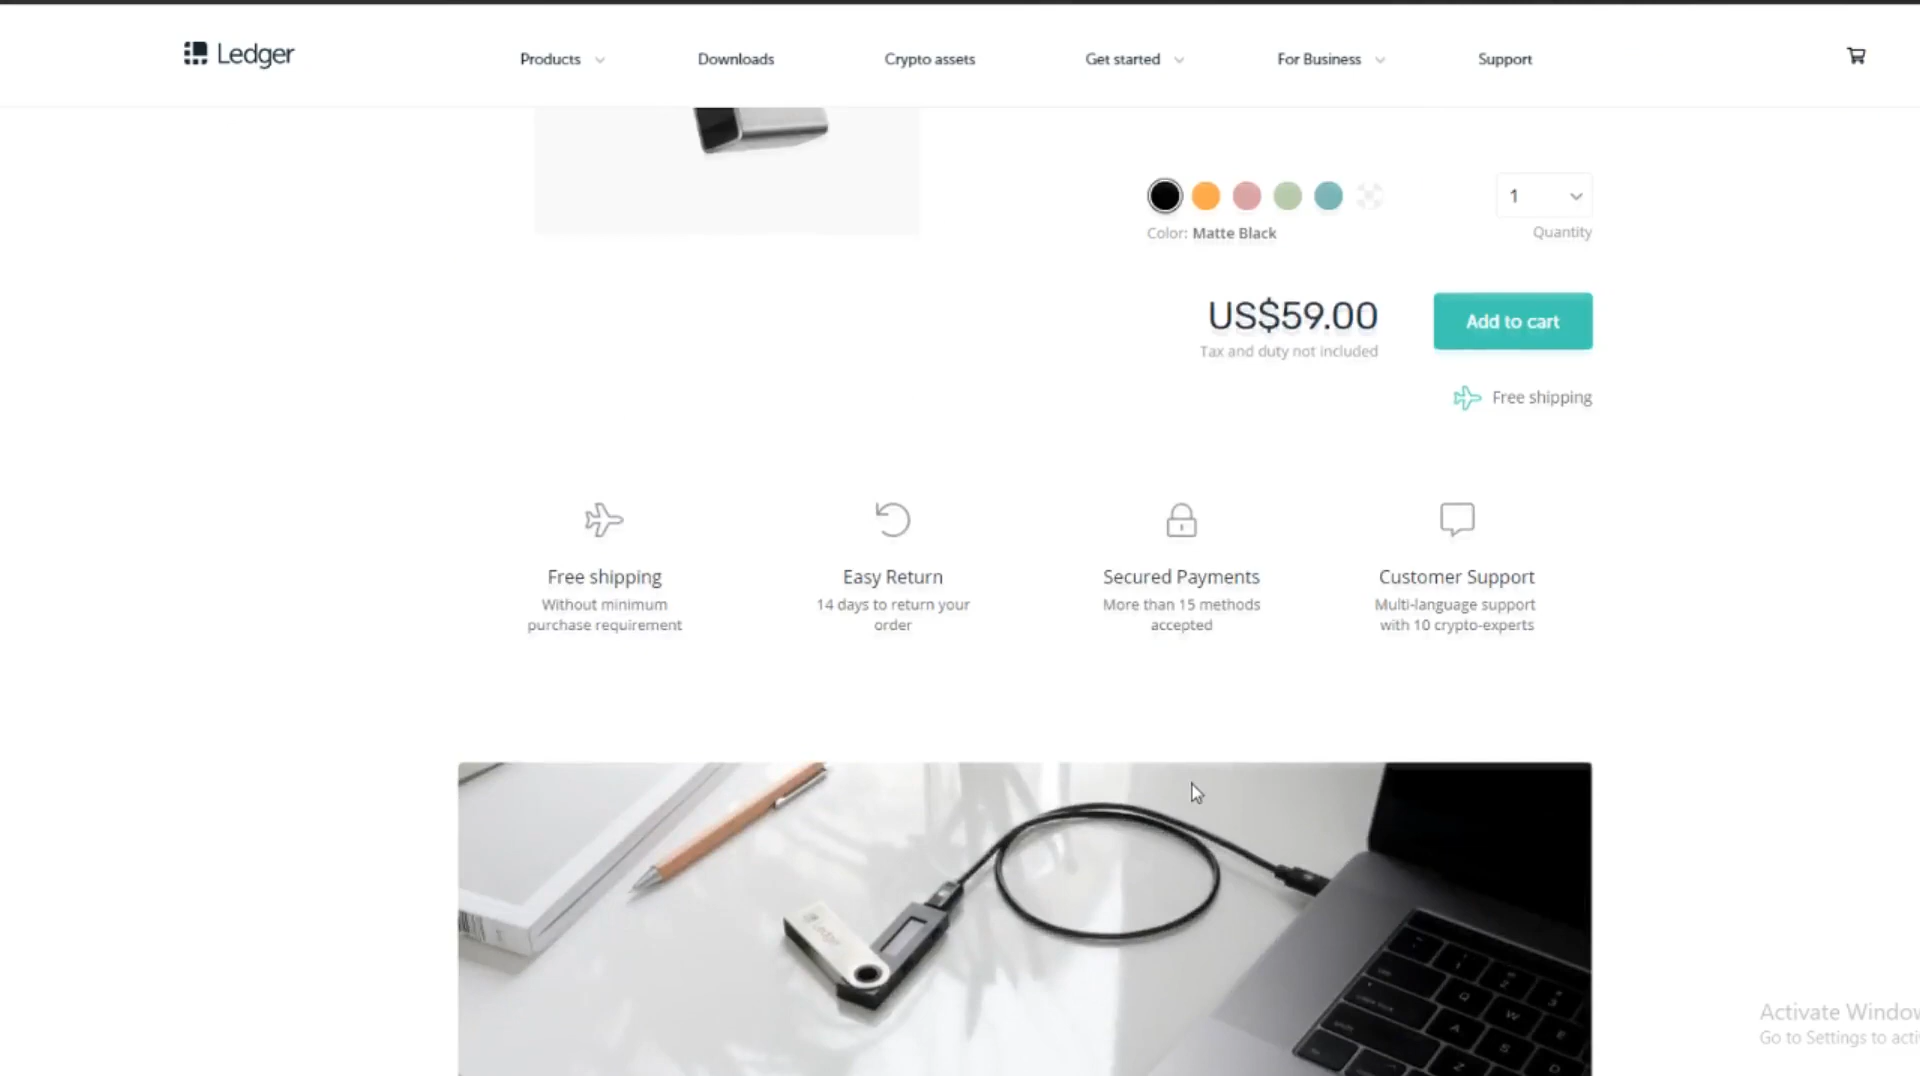 Ledger
Products
Downloads
Crypto assets
Get started
For Business
Support
1
Color: Matte Black
Quantity
US$59.00
Add to cart
Tax and duty not included
Free shipping
Free shipping
Without minimum
purchase requirement
Easy Return
14 days to return your
order
Secured Payments
More than 15 methods
accepted
Customer Support
Multi-language support
with 10 crypto-experts
Ledger
Activate Window
Go to Settings to acti